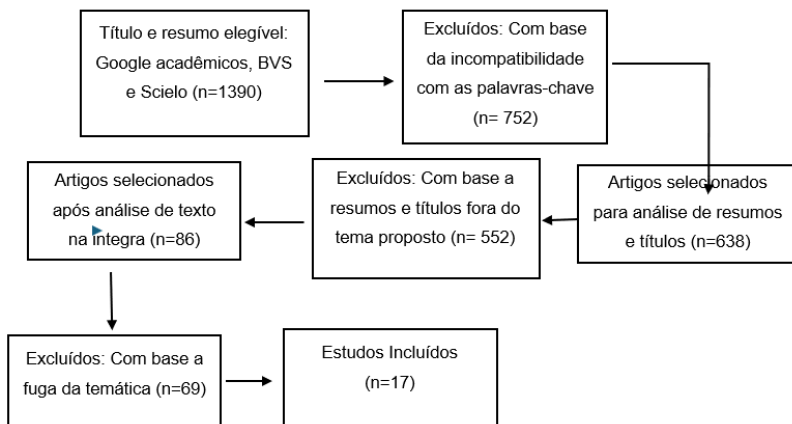 Título e resumo elegível:
Google acadêmicos, BVS
e Scielo (n=1390)
Excluídos: Com base
da incompatibilidade
com as palavras-chave
(n= 752)
Artigos selecionados
para análise de resumos
e títulos (n=638)
Excluídos: Com base a
resumos e títulos fora do
tema proposto (n= 552)
Artigos selecionados
após análise de texto
na íntegra (n=86)
Excluídos: Com base a
fuga da temática (n=69)
Estudos Incluídos
(n=17)